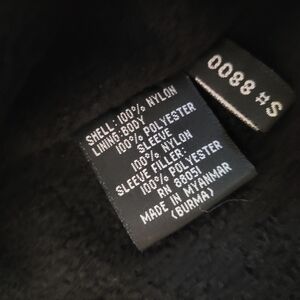 SHELL: 100% NYLON
LINING-BODY
100% POLYESTER
SLEEVE
100% NYLON
SLEEVE FILLER:
100% POLYESTER
RN 88051
MADE IN MYANMAR
(BURMA)
S# 0088